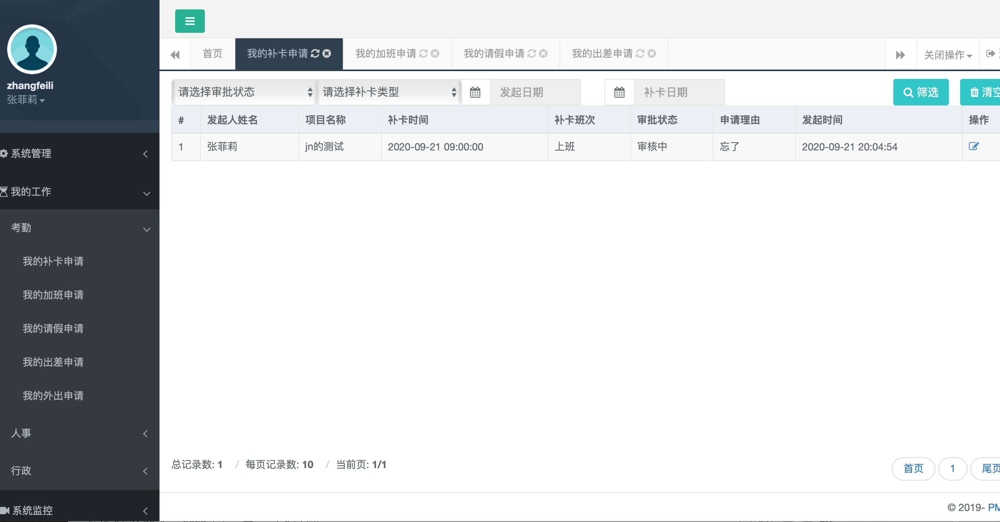 zhangfeili
张菲莉
系统管理
我的工作
考勤
我的补卡申请
我的加班申请
我的请假申请
我的出差申请
我的外出申请
人事
行政
系统监控
首页 我的补卡申请 我的加班申请 我的请假申请 我的出差申请 关闭操作
请选择审批状态 请选择补卡类型 发起日期 补卡日期 筛选 清空
# 发起人姓名 项目名称 补卡时间 补卡班次 审批状态 申请理由 发起时间 操作
1 张菲莉 jn的测试 2020-09-21 09:00:00 上班 审核中 忘了 2020-09-21 20:04:54
总记录数: 1 / 每页记录数: 10 / 当前页: 1/1 首页 1 尾页
© 2019- PM